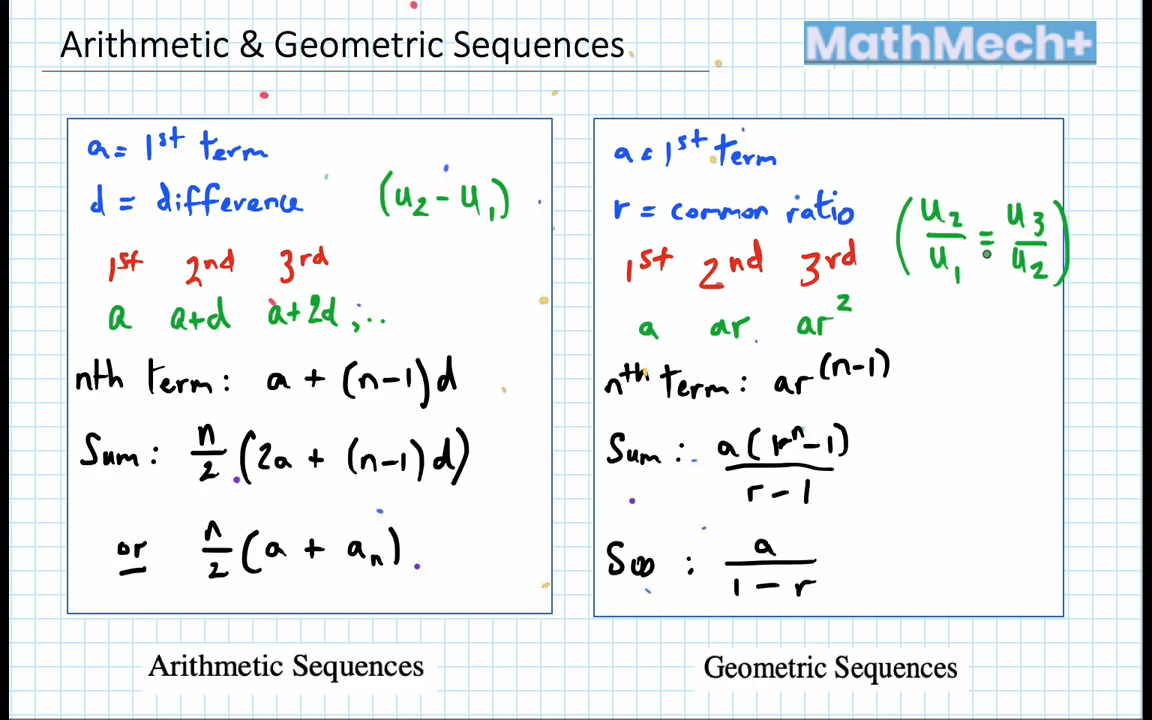 Arithmetic & Geometric Sequences
MathMech+
a = 1st term
d = difference (u₂ - u₁)
1st 2nd 3rd
a a+d a+2d ,..
nth term: a + (n-1)d
Sum: n/2 (2a + (n-1)d)
or n/2 (a + aₙ).
Arithmetic Sequences
a = 1st term
r = common ratio (u₂/u₁ = u₃/u₂)
1st 2nd 3rd
a ar ar²
nth term: ar^(n-1)
Sum: a(rⁿ-1)/r-1
S∞ : a/1-r
Geometric Sequences